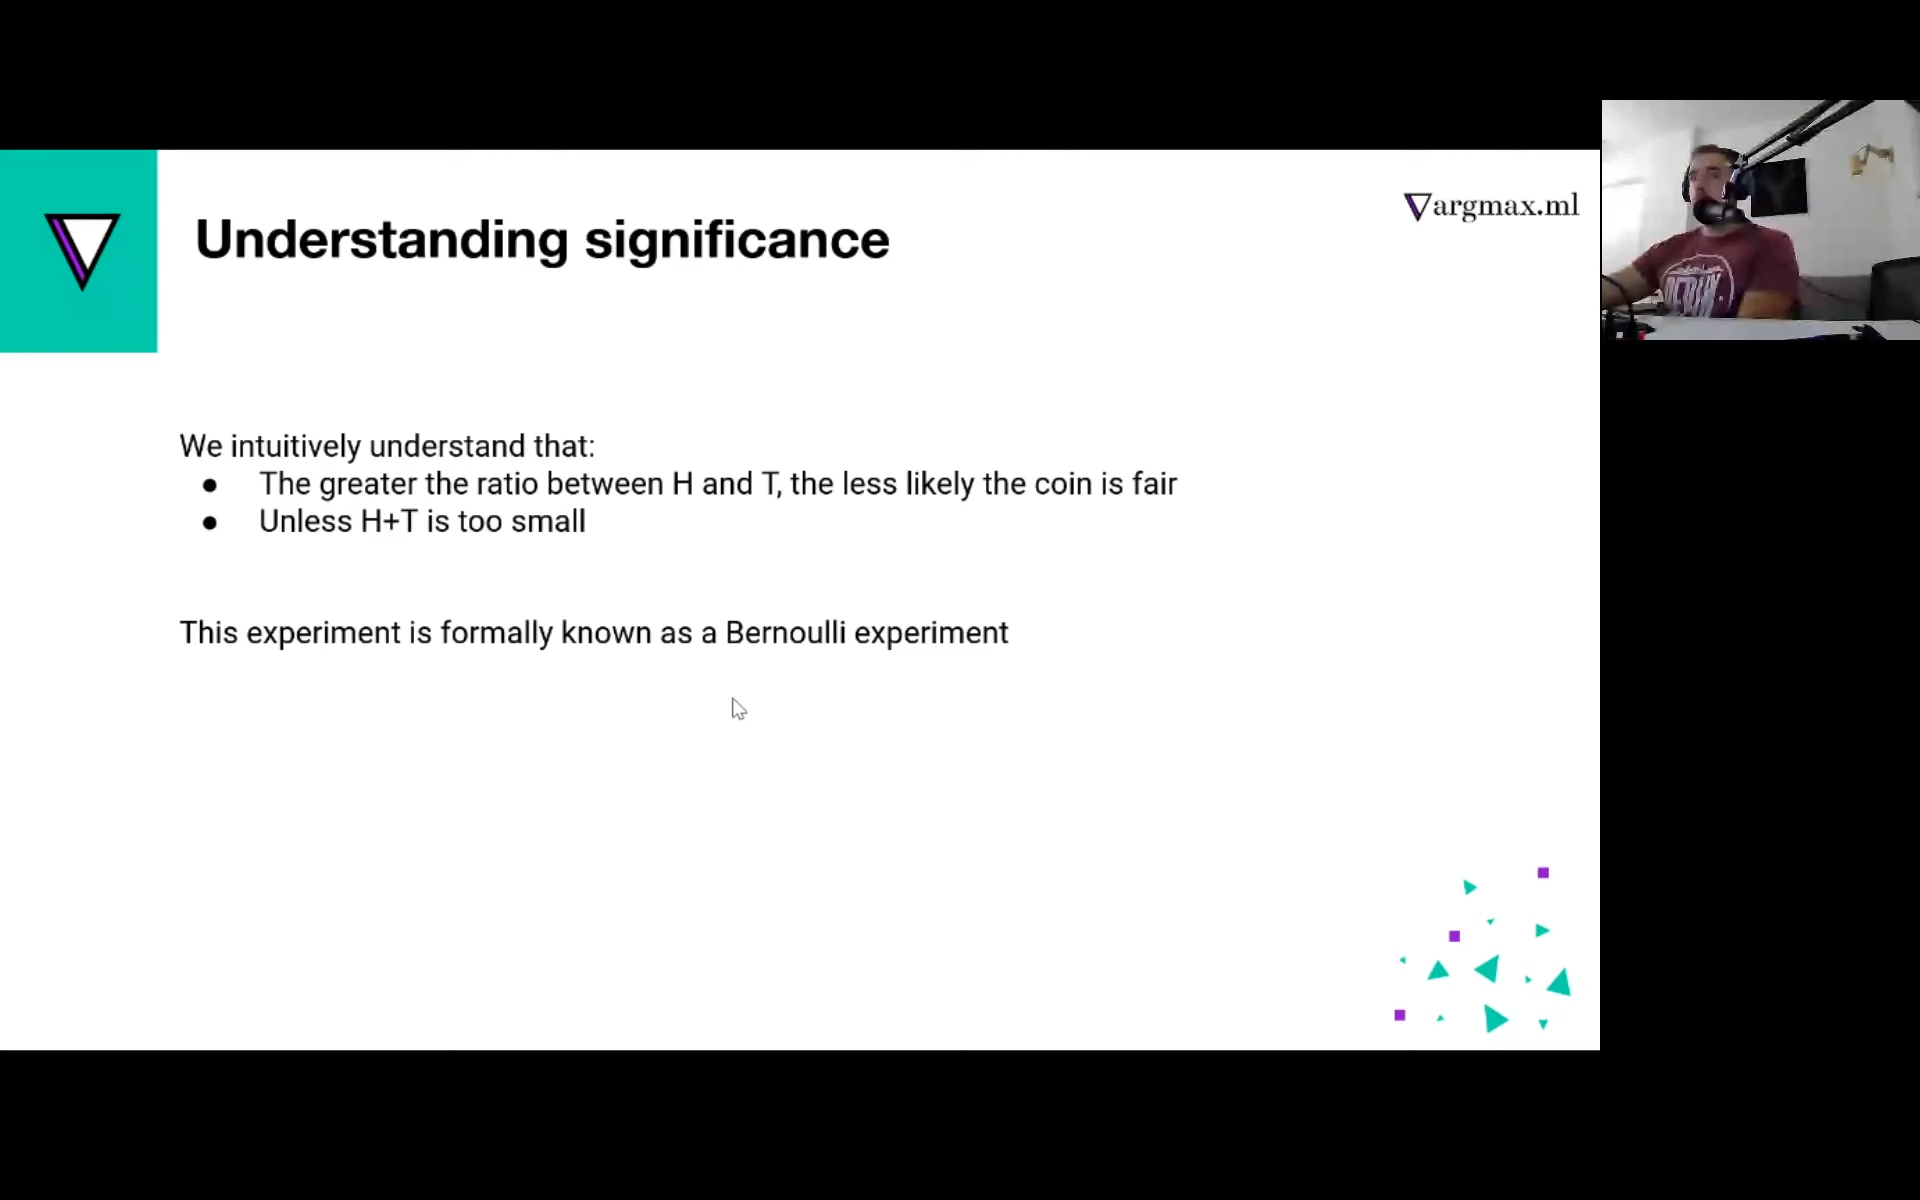 argmax.ml
Understanding significance
We intuitively understand that:
● The greater the ratio between H and T, the less likely the coin is fair
● Unless H+T is too small
This experiment is formally known as a Bernoulli experiment